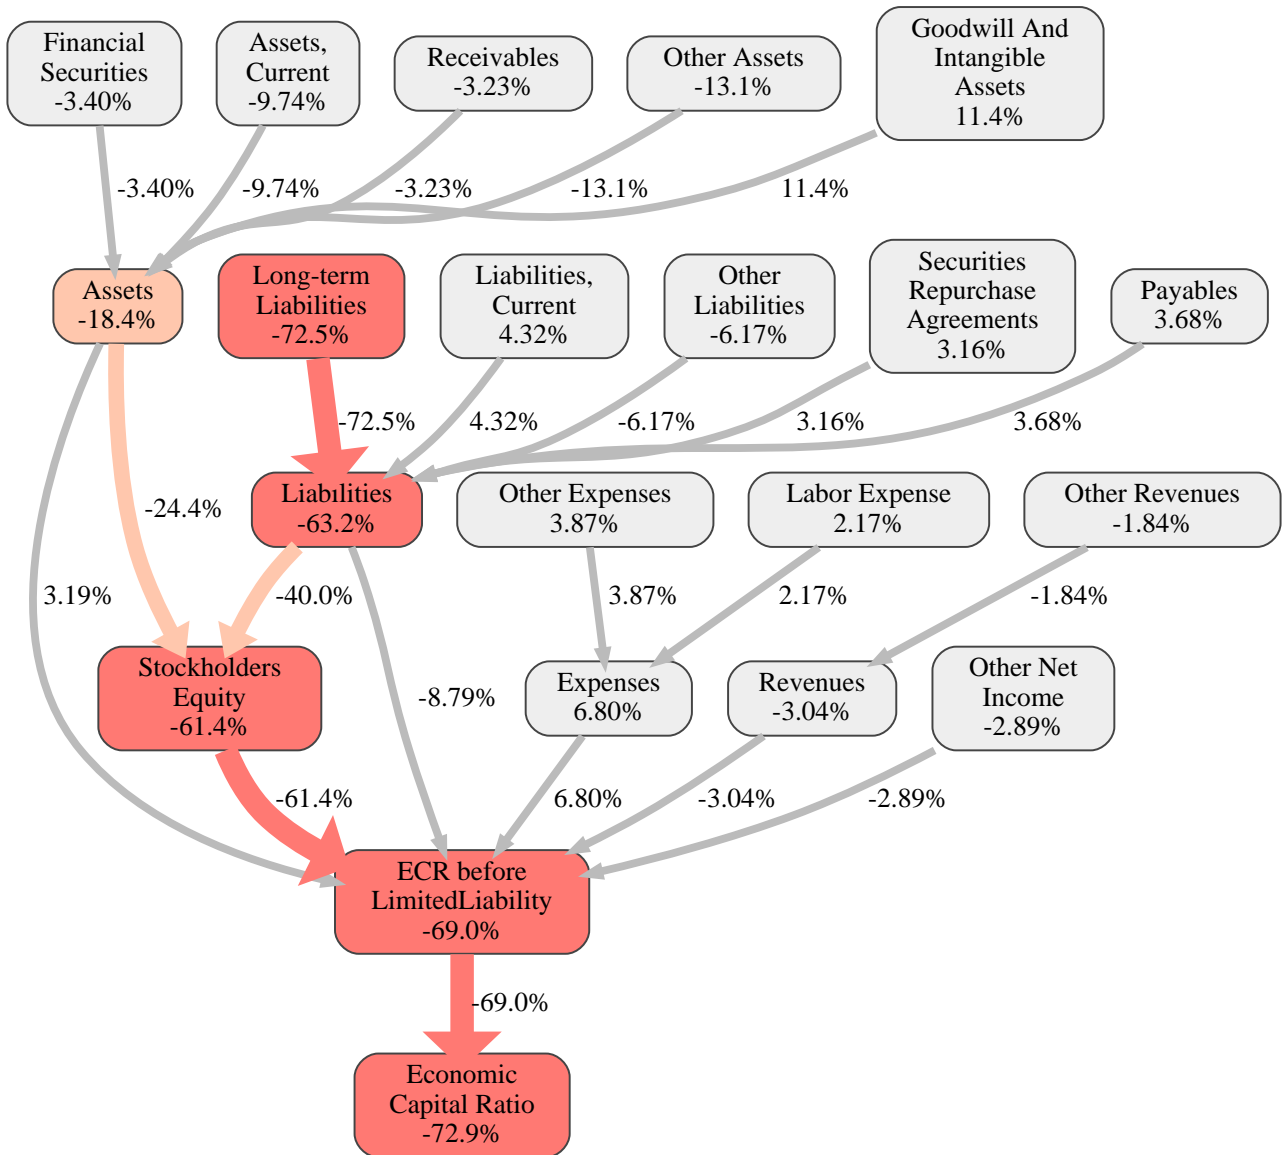 Financial
Securities
-3.40%
Assets,
Current
-9.74%
Receivables
-3.23%
Other Assets
-13.1%
Goodwill And
Intangible
Assets
11.4%
-3.40%
-9.74%
-3.23%
-13.1%
11.4%
Assets
-18.4%
Long-term
Liabilities
-72.5%
Liabilities,
Current
4.32%
Other
Liabilities
-6.17%
Securities
Repurchase
Agreements
3.16%
Payables
3.68%
-72.5%
4.32%
-6.17%
3.16%
3.68%
Liabilities
-63.2%
Other Expenses
3.87%
Labor Expense
2.17%
Other Revenues
-1.84%
-24.4%
3.19%
-40.0%
3.87%
2.17%
-1.84%
Stockholders
Equity
-61.4%
-8.79%
Expenses
6.80%
Revenues
-3.04%
Other Net
Income
-2.89%
-61.4%
6.80%
-3.04%
-2.89%
ECR before
LimitedLiability
-69.0%
-69.0%
Economic
Capital Ratio
-72.9%